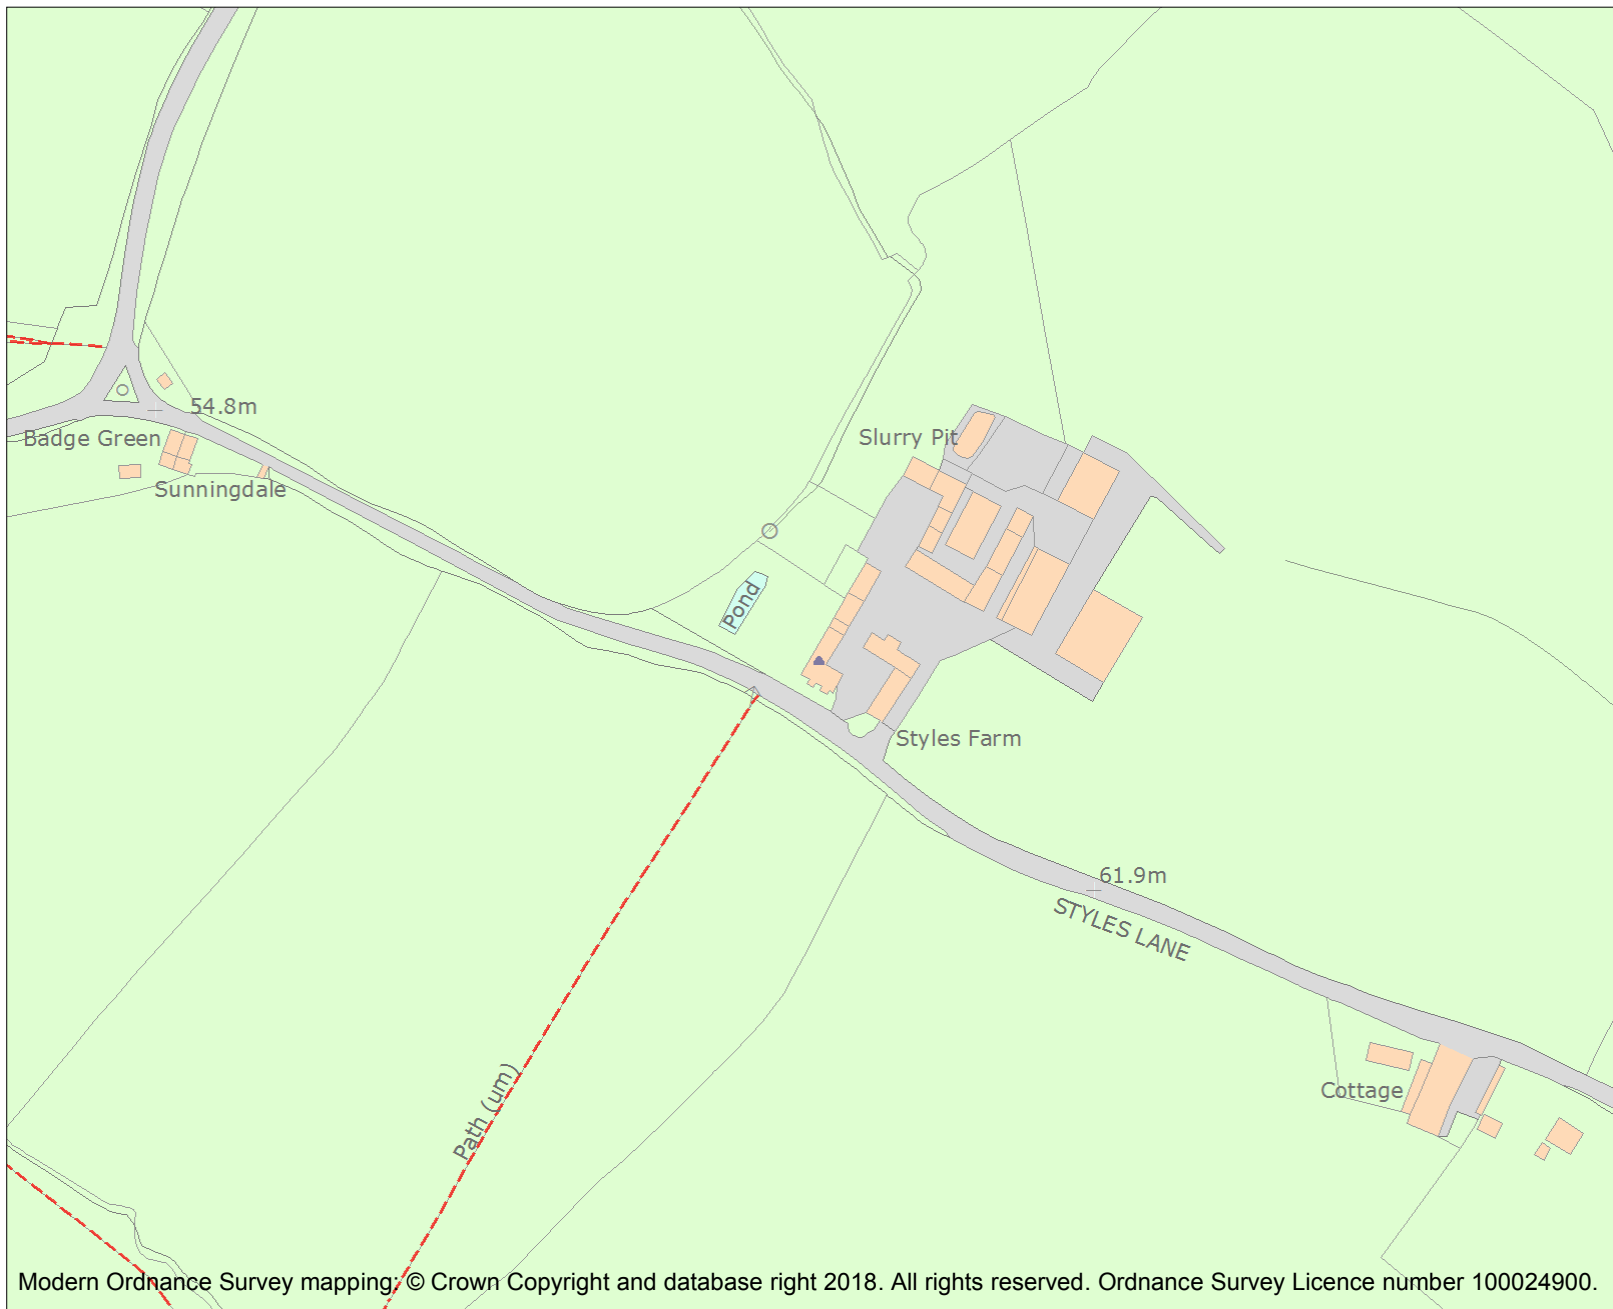 54.8m
Badge Green
Slurry Pit
Sunningdale
Pond
Styles Farm
61.9m
STYLES LANE
Path (um)
Cottage
Modern Ordnance Survey mapping: © Crown Copyright and database right 2018. All rights reserved. Ordnance Survey Licence number 100024900.